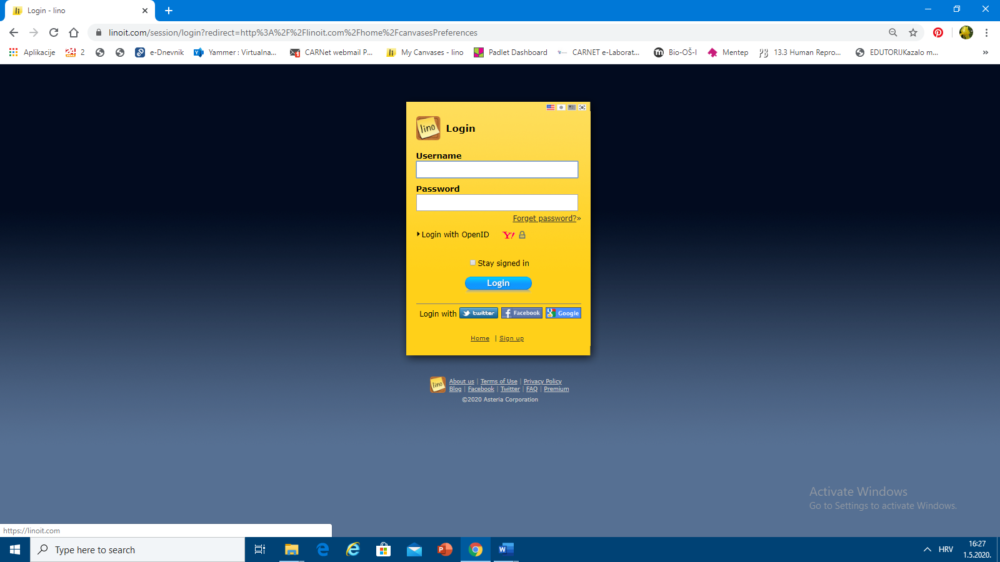 Login - lino
linoit.com/session/login?redirect=http%3A%2F%2Flinoit.com%2Fhome%2FcanvasesPreferences
Aplikacije 2 e-Dnevnik Yammer : Virtualna... CARNet webmail P... My Canvases - lino Padlet Dashboard CARNET e-Laborat... Bio-OŠ-I Mentep 13.3 Human Repro... EDUTORIJKazalo m... »
lino Login
Username
Password
Forget password?»
Login with OpenID Y!
Stay signed in
Login
Login with twitter Facebook Google
Home | Sign up
lino About us | Terms of Use | Privacy Policy
Blog | Facebook | Twitter | FAQ | Premium
©2020 Asteria Corporation
Activate Windows
Go to Settings to activate Windows.
https://linoit.com
Type here to search
HRV
16:27
1.5.2020.